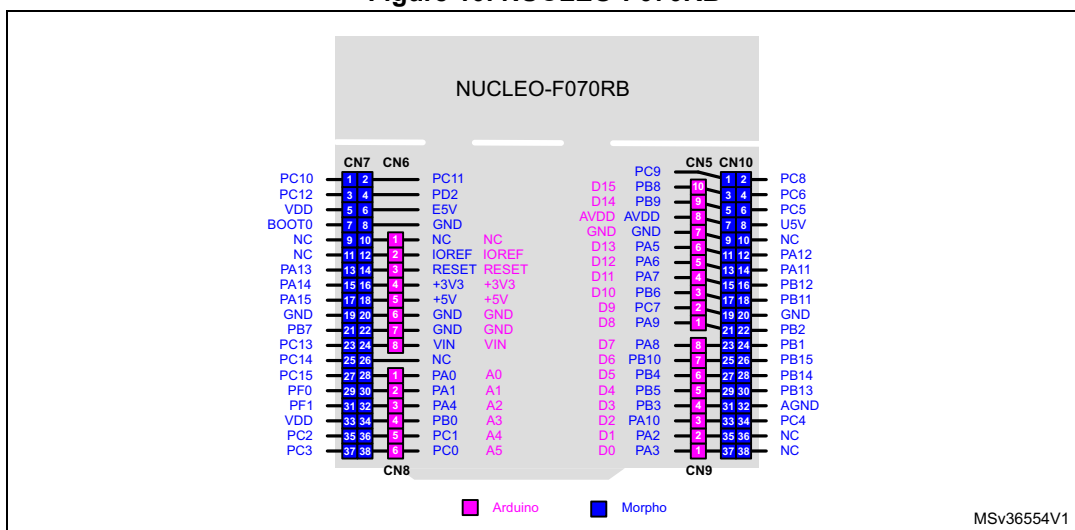 Figure NUCLEO-F070RB
NUCLEO-F070RB
CN7 CN6 CN5 CN10
PC10 1 2 PC11 PC9 1 2 PC8
PC12 3 4 PD2 D15 PB8 10 3 4 PC6
VDD 5 6 E5V D14 PB9 9 5 6 PC5
BOOT0 7 8 GND AVDD AVDD 8 7 8 U5V
NC 9 10 1 NC NC GND GND 7 9 10 NC
NC 11 12 2 IOREF IOREF D13 PA5 6 11 12 PA12
PA13 13 14 3 RESET RESET D12 PA6 5 13 14 PA11
PA14 15 16 4 +3V3 +3V3 D11 PA7 4 15 16 PB12
PA15 17 18 5 +5V +5V D10 PB6 3 17 18 PB11
GND 19 20 6 GND GND D9 PC7 2 19 20 GND
PB7 21 22 7 GND GND D8 PA9 1 21 22 PB2
PC13 23 24 8 VIN VIN D7 PA8 8 23 24 PB1
PC14 25 26 NC D6 PB10 7 25 26 PB15
PC15 27 28 1 PA0 A0 D5 PB4 6 27 28 PB14
PF0 29 30 2 PA1 A1 D4 PB5 5 29 30 PB13
PF1 31 32 3 PA4 A2 D3 PB3 4 31 32 AGND
VDD 33 34 4 PB0 A3 D2 PA10 3 33 34 PC4
PC2 35 36 5 PC1 A4 D1 PA2 2 35 36 NC
PC3 37 38 6 PC0 A5 D0 PA3 1 37 38 NC
CN8 CN9
Arduino Morpho
MSv36554V1